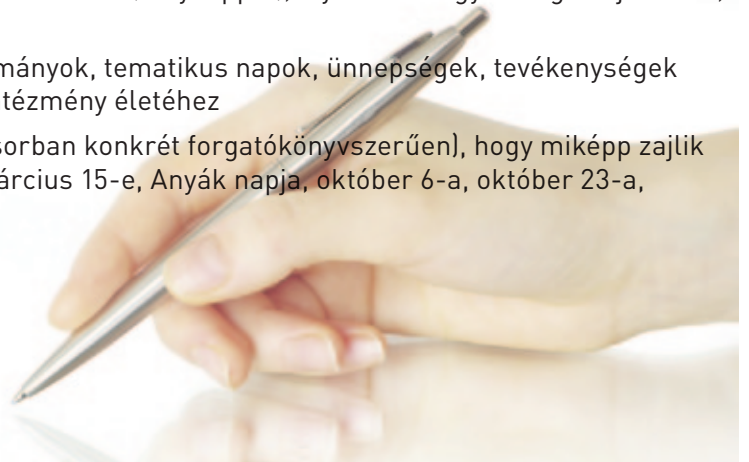 mányok, tematikus napok, ünnepségek, tevékenységek
tézmény életéhez
sorban konkrét forgatókönyvszerűen), hogy miképp zajlik
árcius 15-e, Anyák napja, október 6-a, október 23-a,